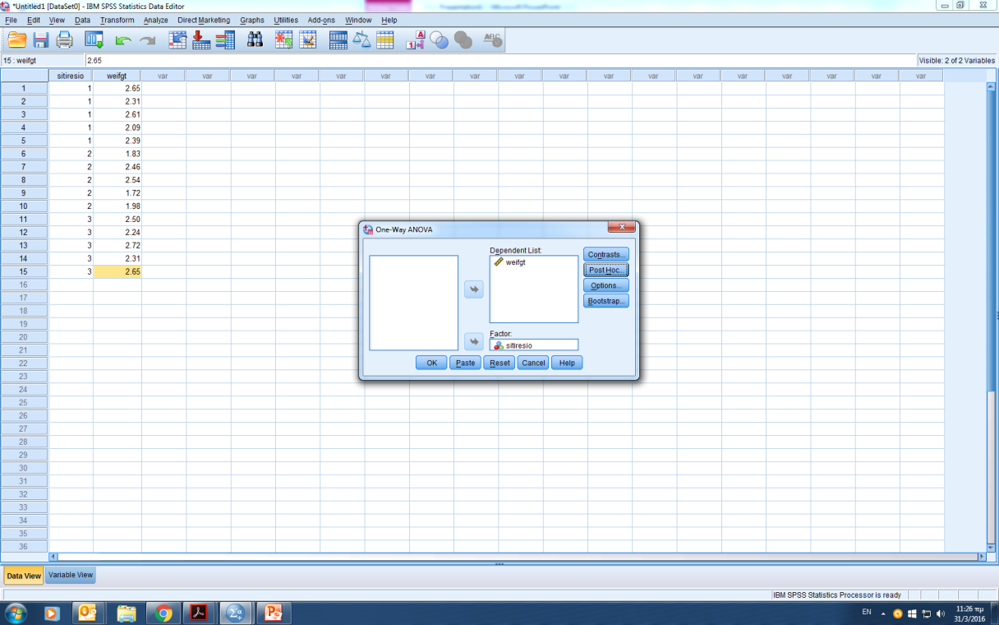 *Untitled1 [DataSet0] - IBM SPSS Statistics Data Editor
File Edit View Data Transform Analyze Direct Marketing Graphs Utilities Add-ons Window Help
15 : weifgt 2.65 Visible: 2 of 2 Variables
sitiresio weifgt var var var var var var var var var var var var var var var var var var
1 1 2.65
2 1 2.31
3 1 2.61
4 1 2.09
5 1 2.39
6 2 1.83
7 2 2.46
8 2 2.54
9 2 1.72
10 2 1.98
11 3 2.50
12 3 2.24
13 3 2.72
14 3 2.31
15 3 2.65
16
17
18
19
20
21
22
23
24
25
26
27
28
29
30
31
32
33
34
35
36
One-Way ANOVA
Dependent List:
weifgt
Contrasts...
Post Hoc...
Options...
Bootstrap...
Factor:
sitiresio
OK Paste Reset Cancel Help
Data View Variable View
IBM SPSS Statistics Processor is ready
EN
11:26 πμ
31/3/2016